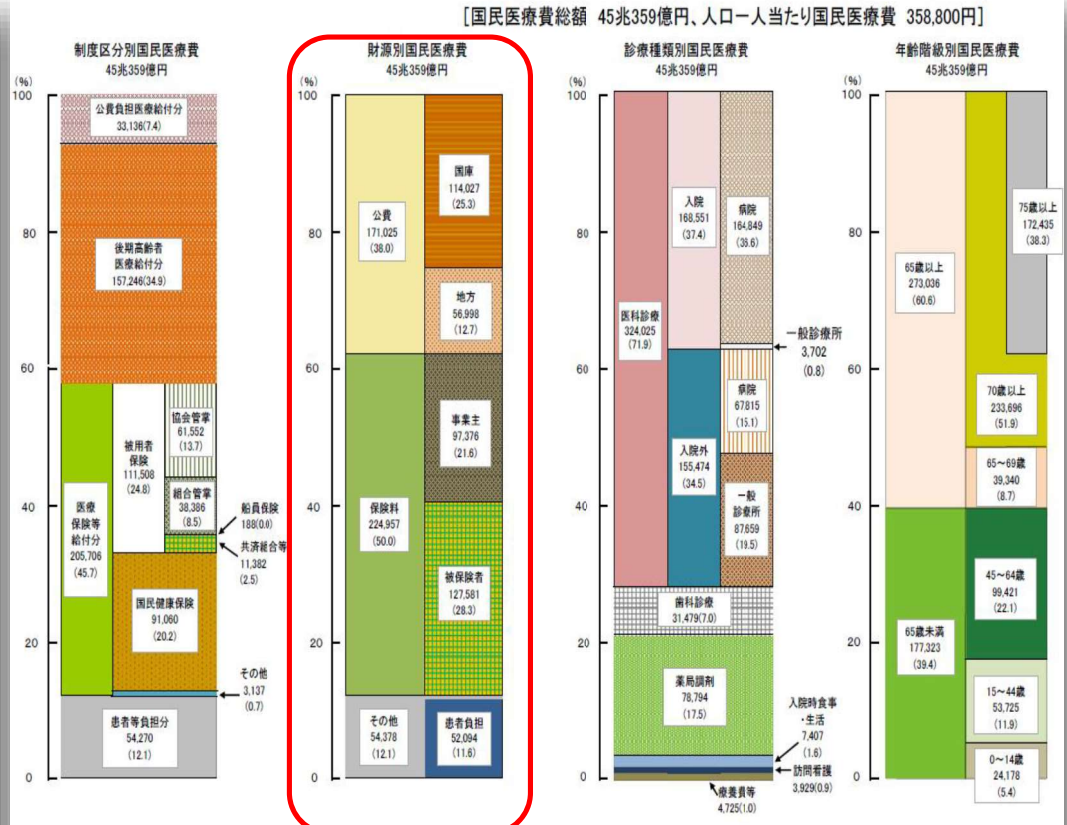 [国民医療費総額 45兆359億円、人口一人当たり国民医療費 358,800円]
制度区分別国民医療費
45兆359億円
(%)
100
80
60
40
20
0
公費負担医療給付分
33,136(7.4)
後期高齢者
医療給付分
157,246(34.9)
医療
保険等
給付分
205,706
(45.7)
被用者
保険
111,508
(24.8)
協会管掌
61,552
(13.7)
組合管掌
38,386
(8.5)
船員保険
188(0.0)
共済組合等
11,382
(2.5)
国民健康保険
91,060
(20.2)
その他
3,137
(0.7)
患者等負担分
54,270
(12.1)
財源別国民医療費
45兆359億円
(%)
100
80
60
40
20
0
公費
171,025
(38.0)
国庫
114,027
(25.3)
地方
56,998
(12.7)
保険料
224,957
(50.0)
事業主
97,376
(21.6)
被保険者
127,581
(28.3)
その他
54,378
(12.1)
患者負担
52,094
(11.6)
診療種類別国民医療費
45兆359億円
(%)
100
80
60
40
20
0
医科診療
324,025
(71.9)
入院
168,551
(37.4)
病院
164,849
(36.6)
一般診療所
3,702
(0.8)
入院外
155,474
(34.5)
病院
67,815
(15.1)
一般
診療所
87,659
(19.5)
歯科診療
31,479(7.0)
薬局調剤
78,794
(17.5)
入院時食事
・生活
7,407
(1.6)
訪問看護
3,929(0.9)
療養費等
4,725(1.0)
年齢階級別国民医療費
45兆359億円
(%)
100
80
60
40
20
0
65歳以上
273,036
(60.6)
75歳以上
172,435
(38.3)
70歳以上
233,696
(51.9)
65～69歳
39,340
(8.7)
65歳未満
177,323
(39.4)
45～64歳
99,421
(22.1)
15～44歳
53,725
(11.9)
0～14歳
24,178
(5.4)